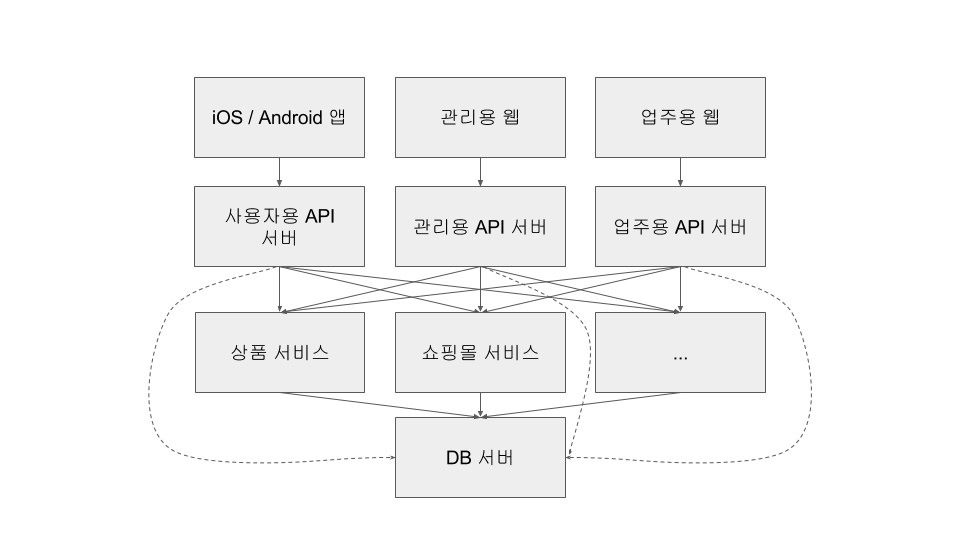 iOS / Android 앱
관리용 웹
업주용 웹
사용자용 API
서버
관리용 API 서버
업주용 API 서버
상품 서비스
쇼핑몰 서비스
...
DB 서버